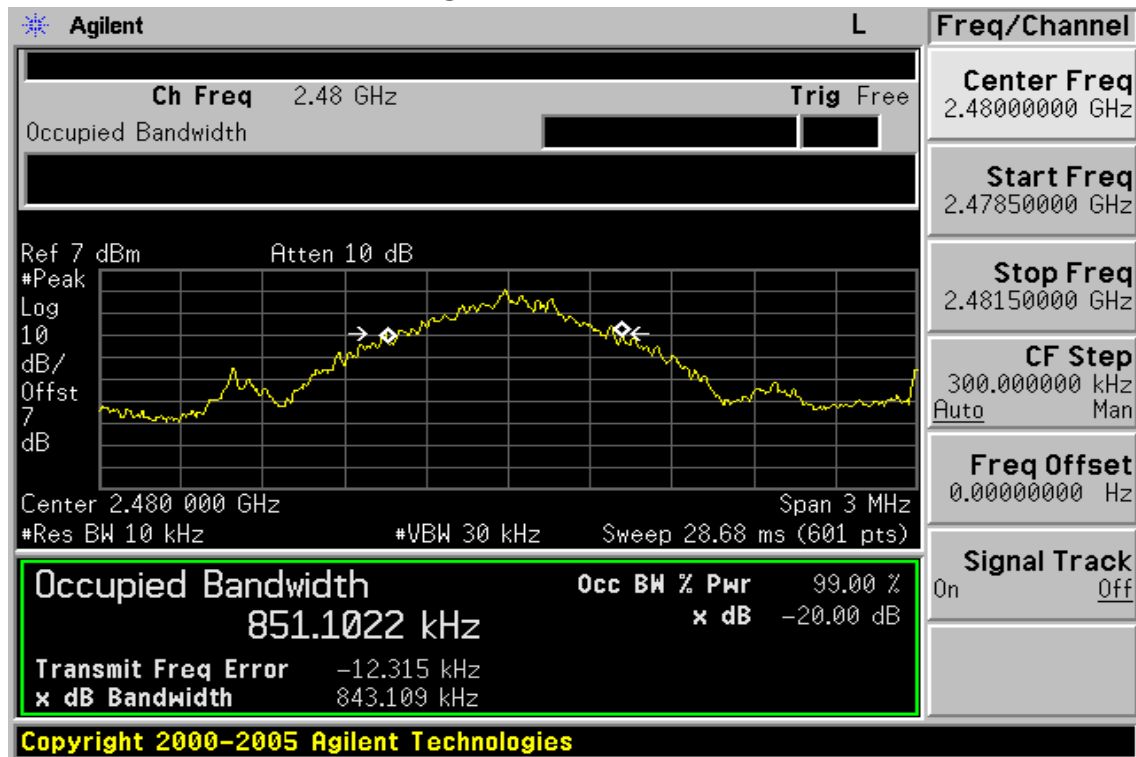 Agilent L Freq/Channel
Ch Freq 2.48 GHz Trig Free
Occupied Bandwidth
Center Freq
2.48000000 GHz
Start Freq
2.47850000 GHz
Stop Freq
2.48150000 GHz
CF Step
300.000000 kHz
Auto Man
Freq Offset
0.00000000 Hz
Signal Track
On Off
Ref 7 dBm Atten 10 dB
#Peak
Log
10
dB/
Offst
7
dB
Center 2.480 000 GHz Span 3 MHz
#Res BW 10 kHz #VBW 30 kHz Sweep 28.68 ms (601 pts)
Occupied Bandwidth Occ BW % Pwr 99.00 %
851.1022 kHz x dB -20.00 dB
Transmit Freq Error -12.315 kHz
x dB Bandwidth 843.109 kHz
Copyright 2000-2005 Agilent Technologies